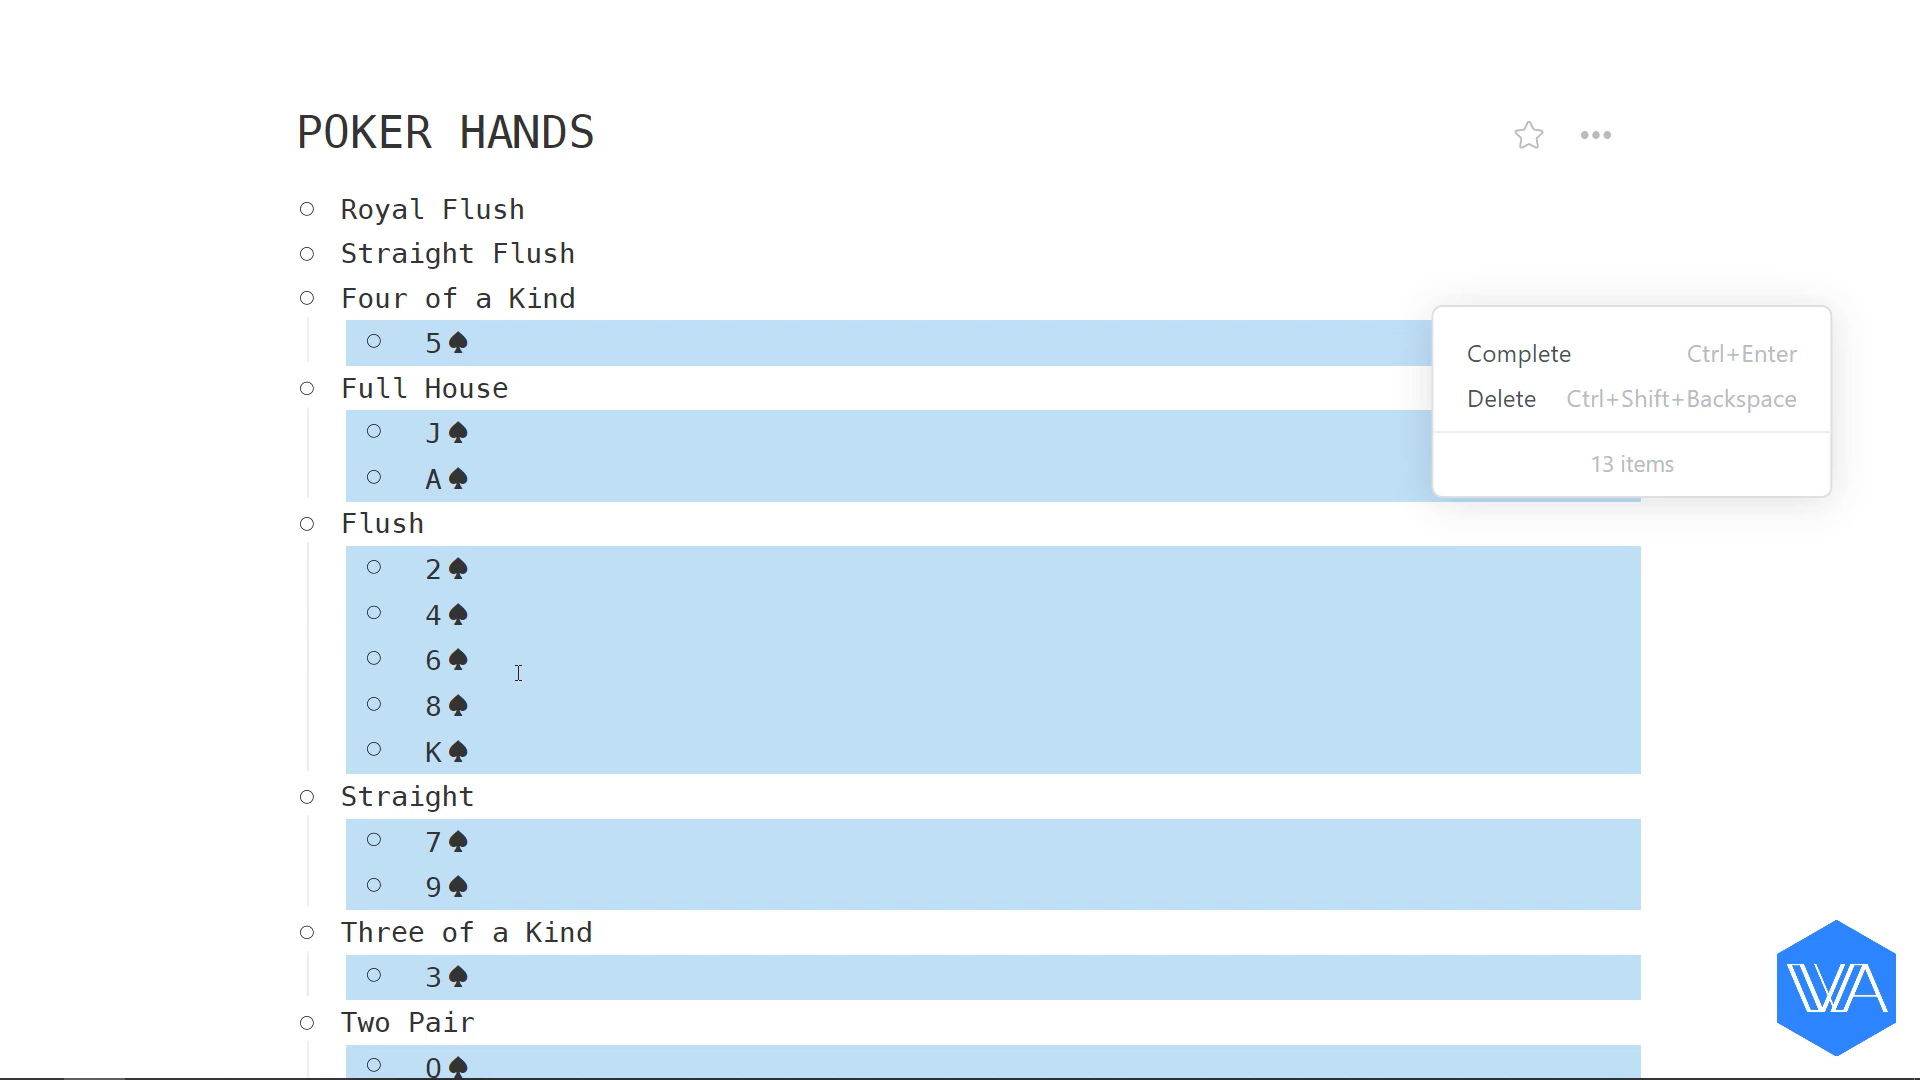 POKER HANDS
Royal Flush
Straight Flush
Four of a Kind
5♠
Complete Ctrl+Enter
Delete Ctrl+Shift+Backspace
13 items
Full House
J♠
A♠
Flush
2♠
4♠
6♠
8♠
K♠
Straight
7♠
9♠
Three of a Kind
3♠
Two Pair
♠
WA